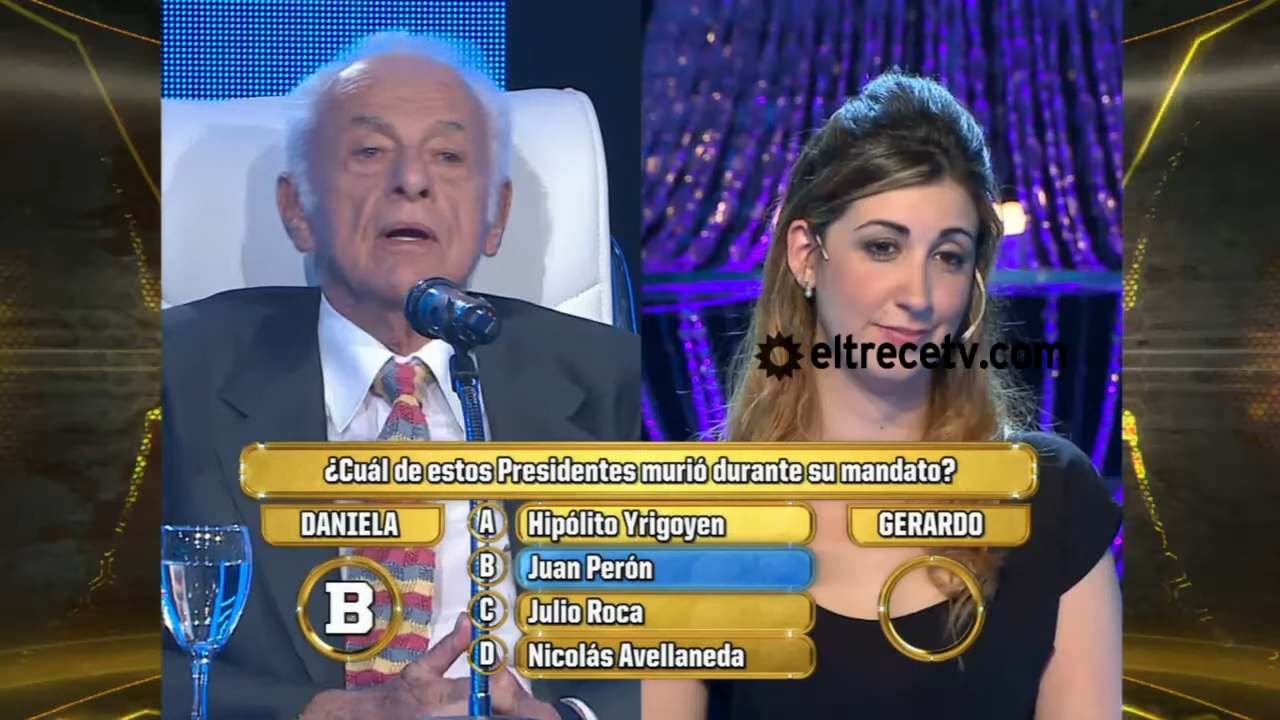 eltrecetv.com
¿Cuál de estos Presidentes murió durante su mandato?
DANIELA
A Hipólito Yrigoyen
GERARDO
B Juan Perón
B
C Julio Roca
D Nicolás Avellaneda